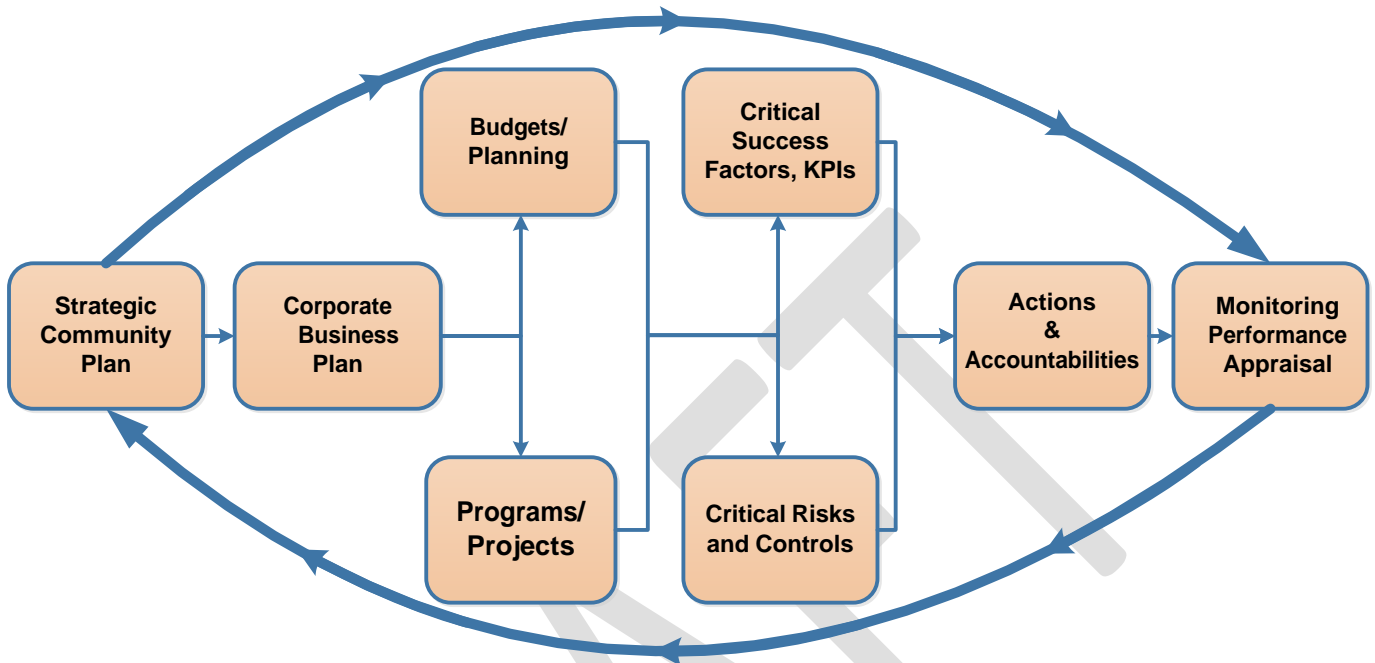 Budgets/
Planning
Critical
Success
Factors, KPIs
Strategic
Community
Plan
Corporate
Business
Plan
Actions
&
Accountabilities
Monitoring
Performance
Appraisal
Programs/
Projects
Critical Risks
and Controls